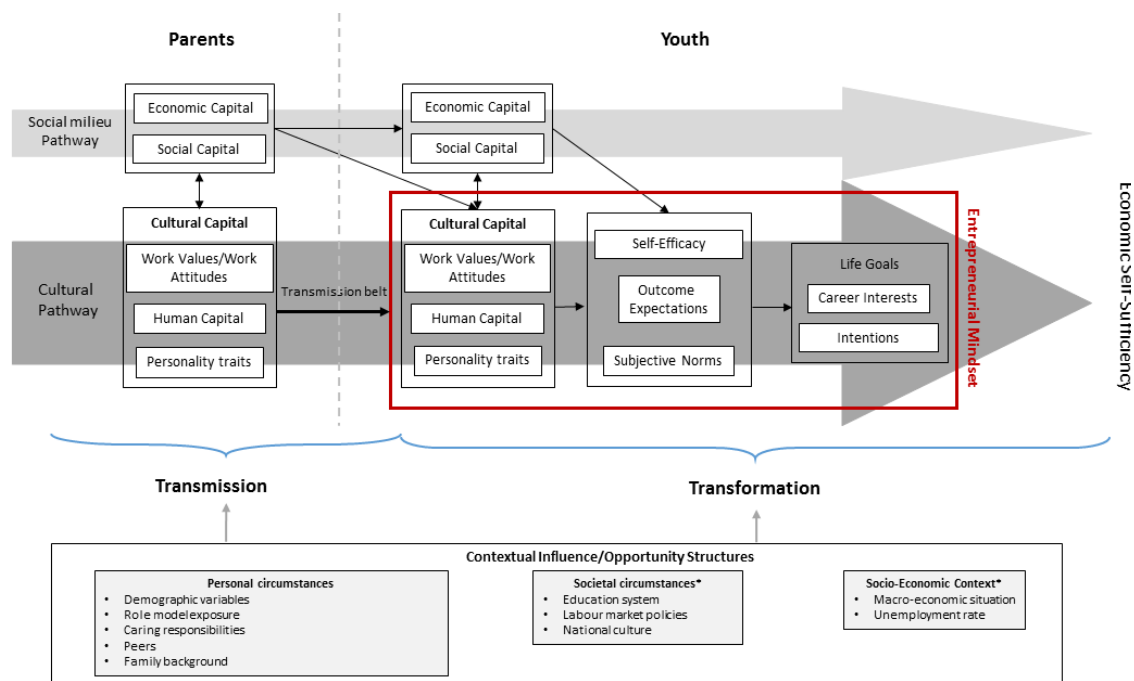 Parents
Youth
Social milieu
Pathway
Economic Capital
Social Capital
Economic Capital
Social Capital
Cultural
Pathway
Cultural Capital
Work Values/Work
Attitudes
Human Capital
Personality traits
Transmission belt
Cultural Capital
Work Values/Work
Attitudes
Human Capital
Personality traits
Self-Efficacy
Outcome
Expectations
Subjective Norms
Life Goals
Career Interests
Intentions
Entrepreneurial Mindset
Economic Self-Sufficiency
Transmission
Transformation
Contextual Influence/Opportunity Structures
Personal circumstances
• Demographic variables
• Role model exposure
• Caring responsibilities
• Peers
• Family background
Societal circumstances*
• Education system
• Labour market policies
• National culture
Socio-Economic Context*
• Macro-economic situation
• Unemployment rate